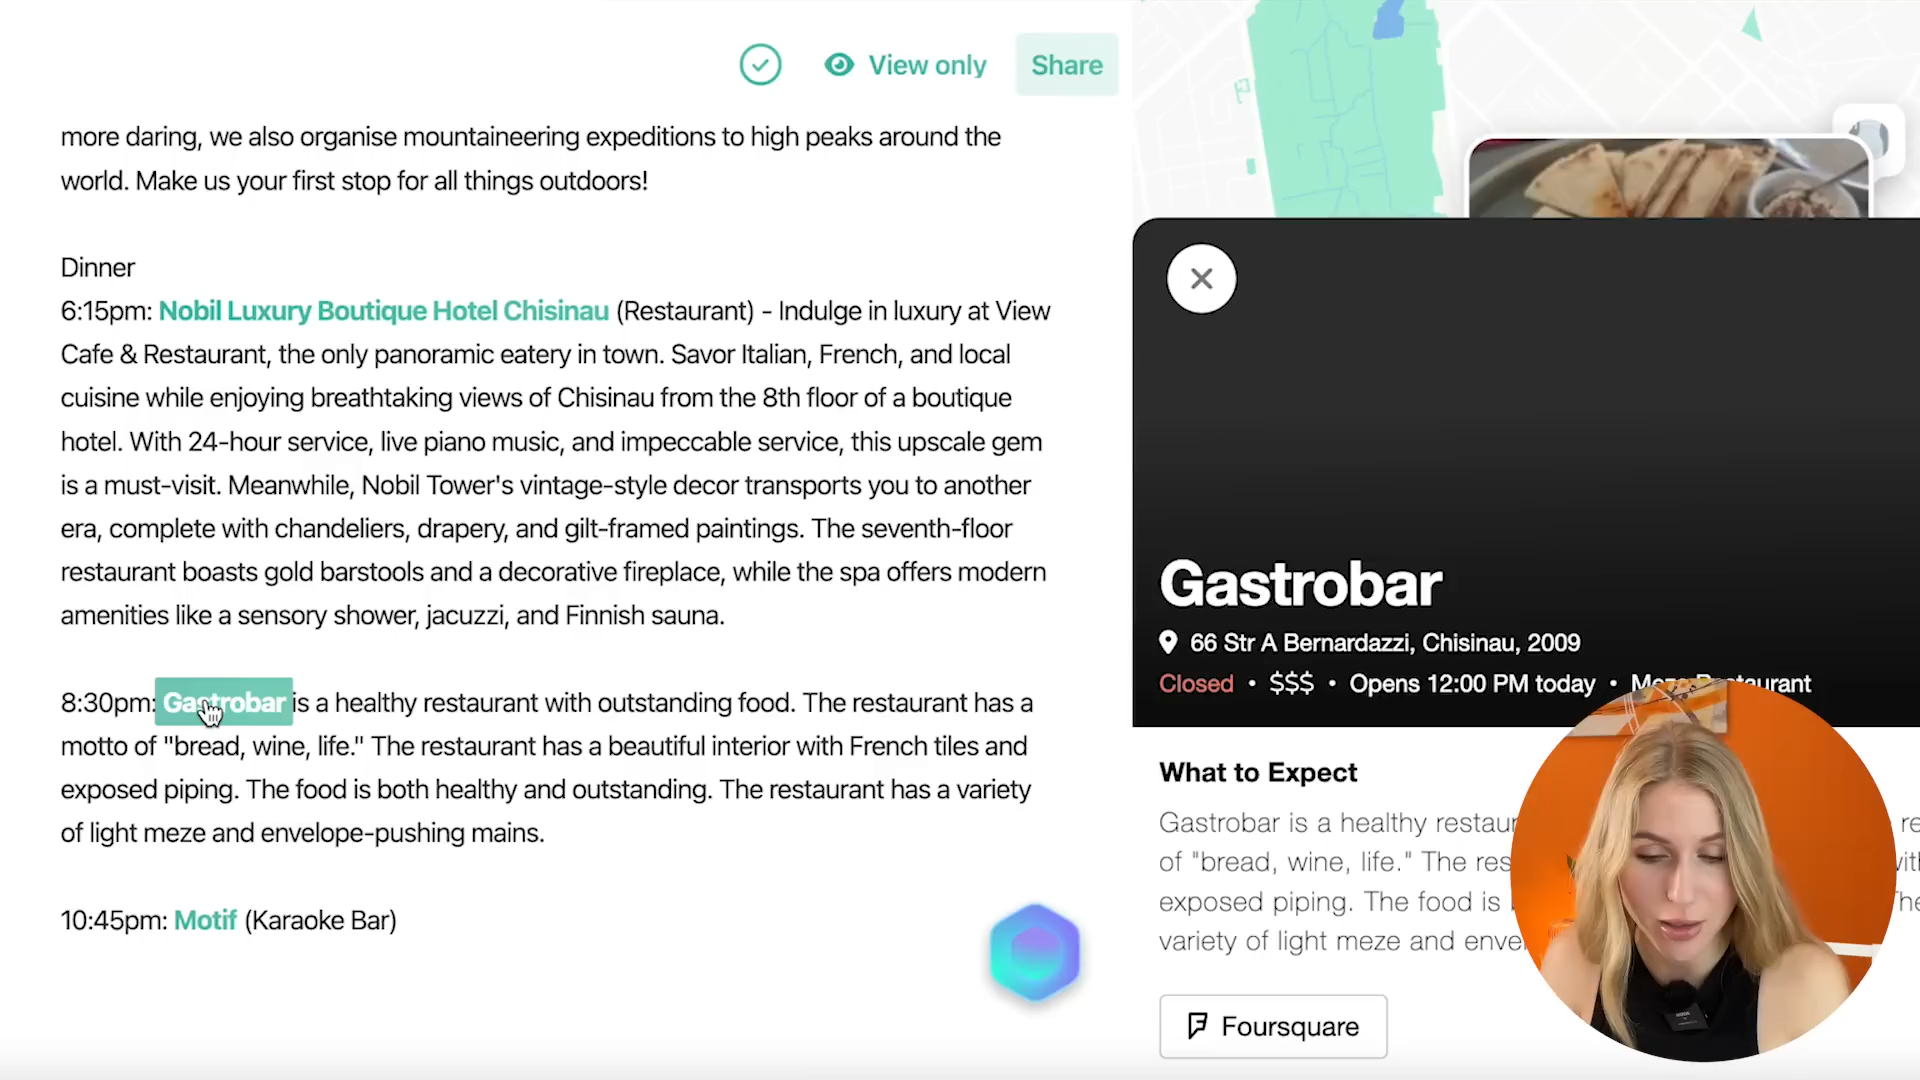 View only
Share
more daring, we also organise mountaineering expeditions to high peaks around the
world. Make us your first stop for all things outdoors!
Dinner
6:15pm: Nobil Luxury Boutique Hotel Chisinau (Restaurant) - Indulge in luxury at View
Cafe & Restaurant, the only panoramic eatery in town. Savor Italian, French, and local
cuisine while enjoying breathtaking views of Chisinau from the 8th floor of a boutique
hotel. With 24-hour service, live piano music, and impeccable service, this upscale gem
is a must-visit. Meanwhile, Nobil Tower's vintage-style decor transports you to another
era, complete with chandeliers, drapery, and gilt-framed paintings. The seventh-floor
restaurant boasts gold barstools and a decorative fireplace, while the spa offers modern
amenities like a sensory shower, jacuzzi, and Finnish sauna.
8:30pm: Gastrobar is a healthy restaurant with outstanding food. The restaurant has a
motto of "bread, wine, life." The restaurant has a beautiful interior with French tiles and
exposed piping. The food is both healthy and outstanding. The restaurant has a variety
of light meze and envelope-pushing mains.
10:45pm: Motif (Karaoke Bar)
Gastrobar
66 Str A Bernardazzi, Chisinau, 2009
Closed • $$$ • Opens 12:00 PM today • Meze Restaurant
What to Expect
Gastrobar is a healthy
of "bread, wine, life." The
exposed piping. The food is
variety of light meze and
Foursquare